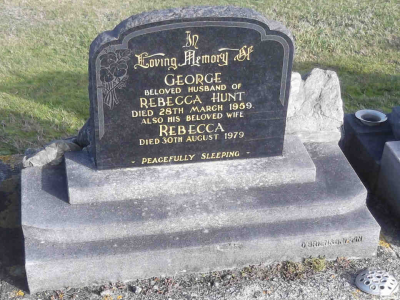 In
Loving Memory Of
GEORGE
BELOVED HUSBAND OF
REBECCA HUNT
DIED 28TH MARCH 1959
ALSO HIS BELOVED WIFE
REBECCA
DIED 30TH AUGUST 1979
- PEACEFULLY SLEEPING -